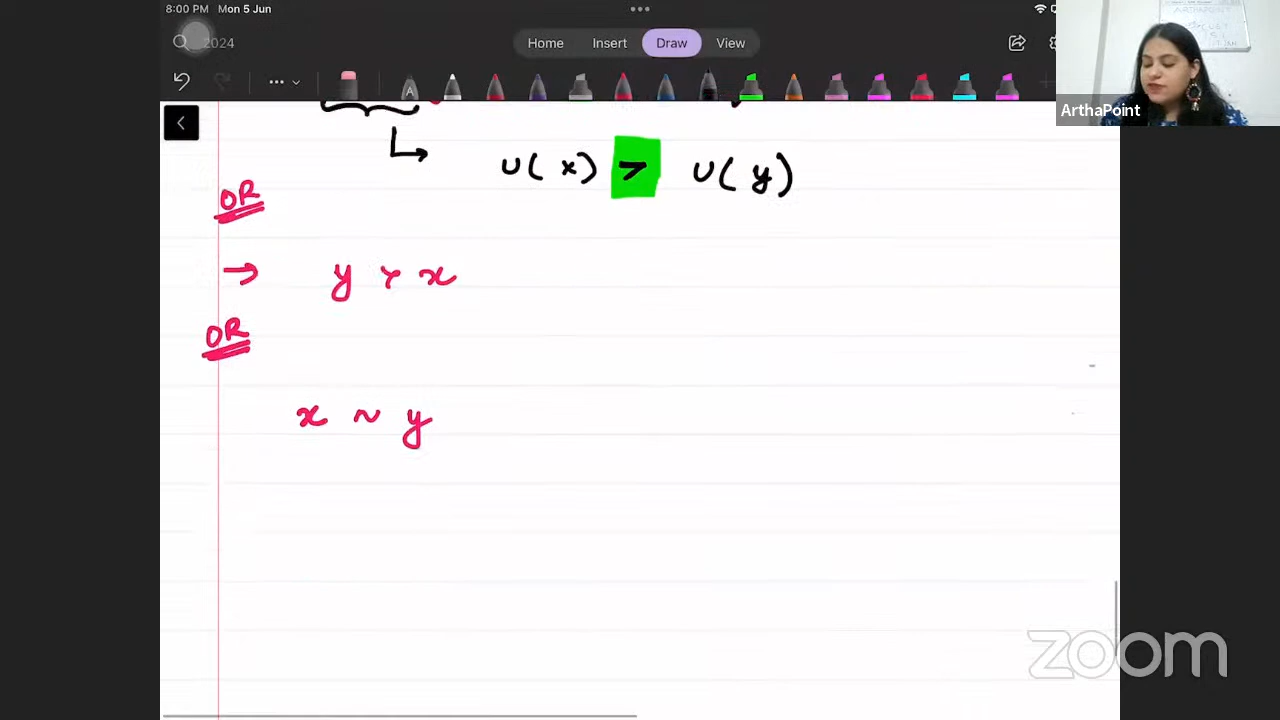 8:00 PM Mon 5 Jun
2024
Home Insert Draw View
A
ArthaPoint
U( x) > U( y)
OR
→ y ≻ x
OR
x ~ y
zoom